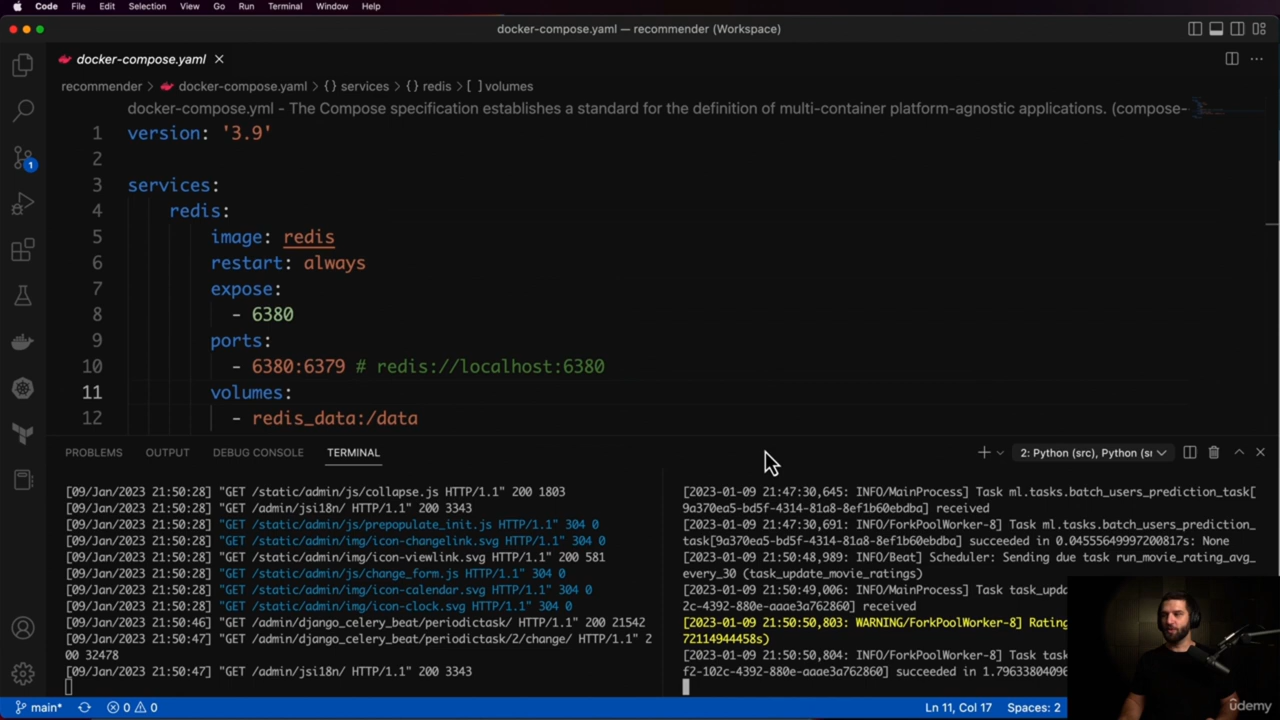 Code File Edit Selection View Go Run Terminal Window Help
docker-compose.yaml — recommender (Workspace)
docker-compose.yaml
recommender > docker-compose.yaml > {} services > {} redis > [ ] volumes
docker-compose.yml - The Compose specification establishes a standard for the definition of multi-container platform-agnostic applications. (compose-
1 version: '3.9'
2
3 services:
4 redis:
5 image: redis
6 restart: always
7 expose:
8 - 6380
9 ports:
10 - 6380:6379 # redis://localhost:6380
11 volumes:
12 - redis_data:/data
1
PROBLEMS OUTPUT DEBUG CONSOLE TERMINAL
2: Python (src), Python (sr
[09/Jan/2023 21:50:28] "GET /static/admin/js/collapse.js HTTP/1.1" 200 1803
[09/Jan/2023 21:50:28] "GET /admin/jsi18n/ HTTP/1.1" 200 3343
[09/Jan/2023 21:50:28] "GET /static/admin/js/prepopulate_init.js HTTP/1.1" 304 0
[09/Jan/2023 21:50:28] "GET /static/admin/img/icon-changelink.svg HTTP/1.1" 304 0
[09/Jan/2023 21:50:28] "GET /static/admin/img/icon-viewlink.svg HTTP/1.1" 200 581
[09/Jan/2023 21:50:28] "GET /static/admin/js/change_form.js HTTP/1.1" 304 0
[09/Jan/2023 21:50:28] "GET /static/admin/img/icon-calendar.svg HTTP/1.1" 304 0
[09/Jan/2023 21:50:28] "GET /static/admin/img/icon-clock.svg HTTP/1.1" 304 0
[09/Jan/2023 21:50:46] "GET /admin/django_celery_beat/periodictask/ HTTP/1.1" 200 21542
[09/Jan/2023 21:50:47] "GET /admin/django_celery_beat/periodictask/2/change/ HTTP/1.1" 2
00 32478
[09/Jan/2023 21:50:47] "GET /admin/jsi18n/ HTTP/1.1" 200 3343
[2023-01-09 21:47:30,645: INFO/MainProcess] Task ml.tasks.batch_users_prediction_task[
9a370ea5-bd5f-4314-81a8-8ef1b60ebdba] received
[2023-01-09 21:47:30,691: INFO/ForkPoolWorker-8] Task ml.tasks.batch_users_prediction_
task[9a370ea5-bd5f-4314-81a8-8ef1b60ebdba] succeeded in 0.04555649997200817s: None
[2023-01-09 21:50:48,989: INFO/Beat] Scheduler: Sending due task run_movie_rating_avg_
every_30 (task_update_movie_ratings)
[2023-01-09 21:50:49,006: INFO/MainProcess] Task task_upd
2c-4392-880e-aaae3a762860] received
[2023-01-09 21:50:50,803: WARNING/ForkPoolWorker-8] Rating
72114944458s)
[2023-01-09 21:50:50,804: INFO/ForkPoolWorker-8] Task task
f2-102c-4392-880e-aaae3a762860] succeeded in 1.79633804096
main* 0 0
Ln 11, Col 17 Spaces: 2
ûdemy